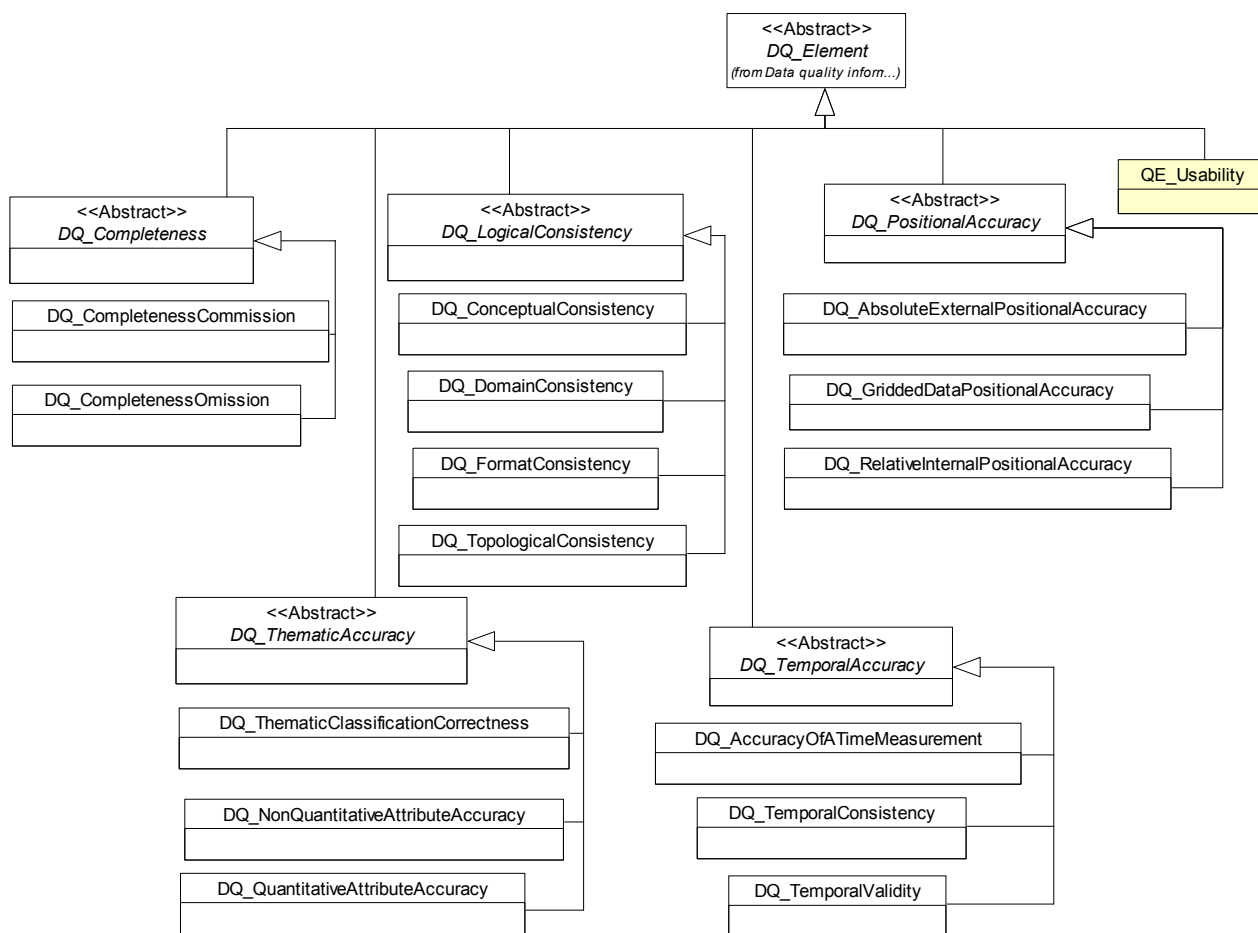 <<Abstract>>
DQ_Element
(from Data quality inform...)
QE_Usability
<<Abstract>>
DQ_Completeness
<<Abstract>>
DQ_LogicalConsistency
<<Abstract>>
DQ_PositionalAccuracy
DQ_CompletenessCommission
DQ_CompletenessOmission
DQ_ConceptualConsistency
DQ_DomainConsistency
DQ_FormatConsistency
DQ_TopologicalConsistency
DQ_AbsoluteExternalPositionalAccuracy
DQ_GriddedDataPositionalAccuracy
DQ_RelativeInternalPositionalAccuracy
<<Abstract>>
DQ_ThematicAccuracy
DQ_ThematicClassificationCorrectness
DQ_NonQuantitativeAttributeAccuracy
DQ_QuantitativeAttributeAccuracy
<<Abstract>>
DQ_TemporalAccuracy
DQ_AccuracyOfATimeMeasurement
DQ_TemporalConsistency
DQ_TemporalValidity